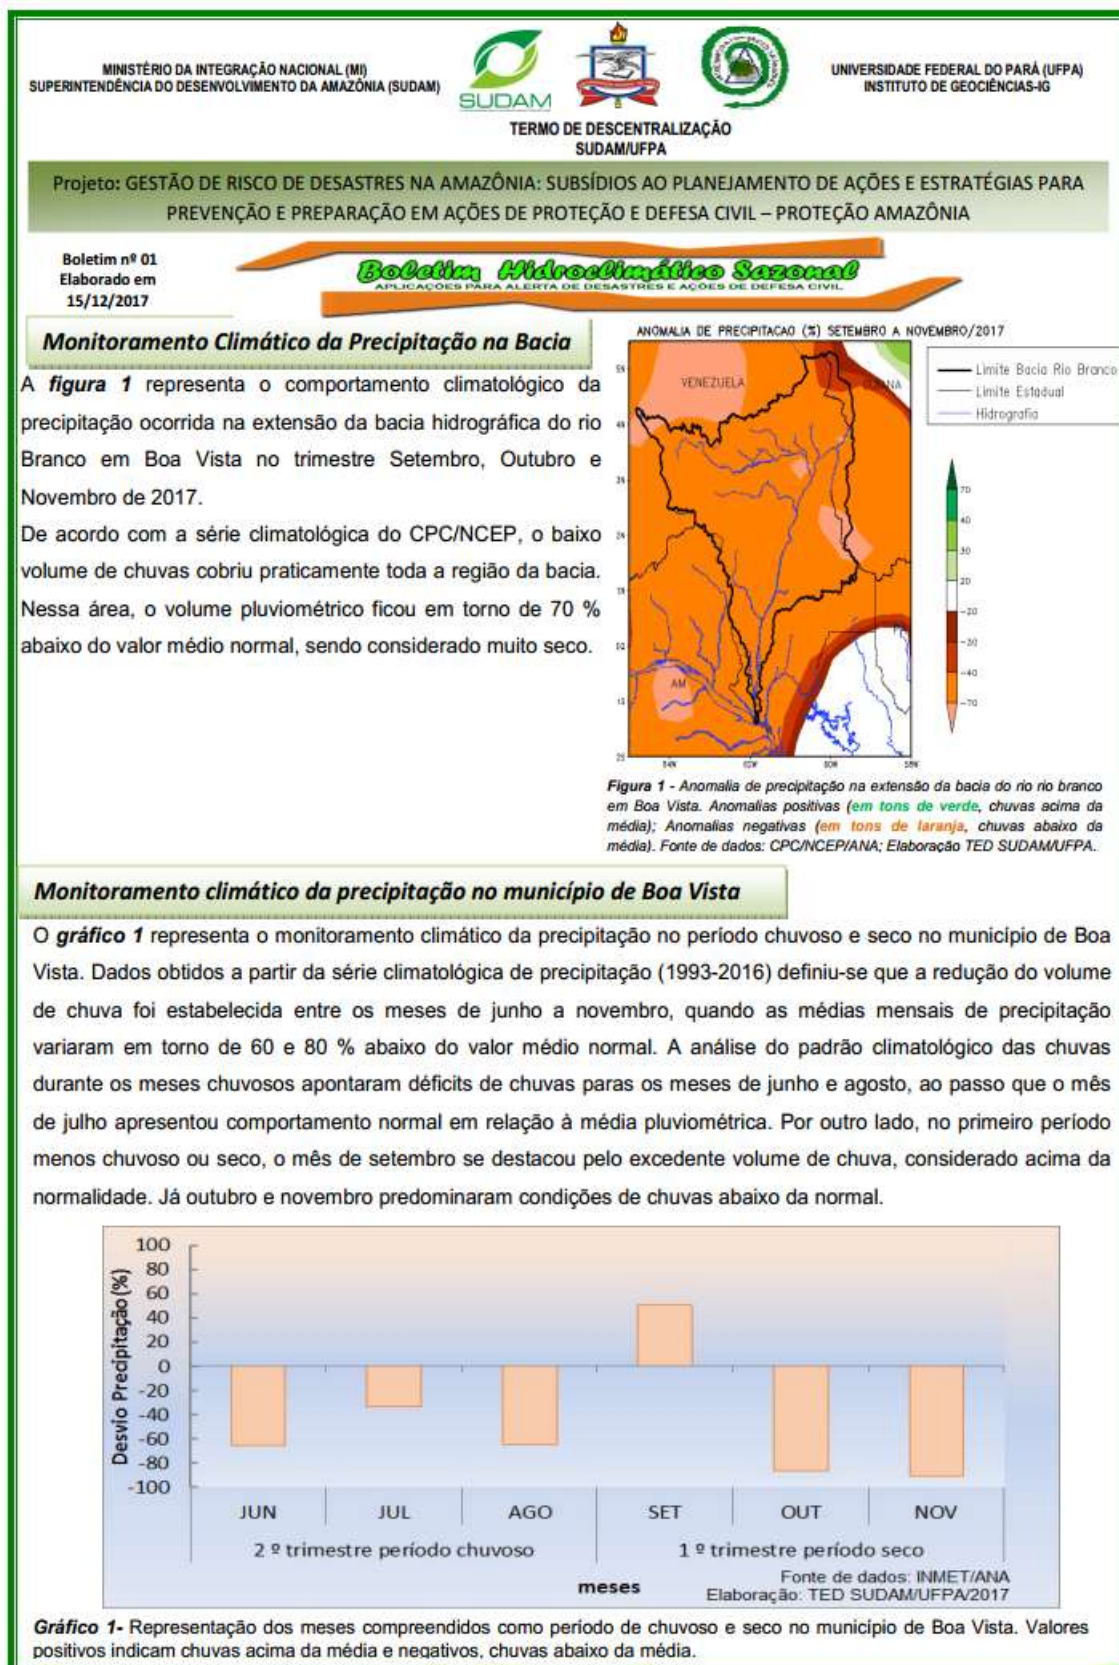 MINISTÉRIO DA INTEGRAÇÃO NACIONAL (MI)
SUPERINTENDÊNCIA DO DESENVOLVIMENTO DA AMAZÔNIA (SUDAM)
SUDAM
UNIVERSIDADE FEDERAL DO PARÁ (UFPA)
INSTITUTO DE GEOCIÊNCIAS-IG
TERMO DE DESCENTRALIZAÇÃO
SUDAM/UFPA
Projeto: GESTÃO DE RISCO DE DESASTRES NA AMAZÔNIA: SUBSÍDIOS AO PLANEJAMENTO DE AÇÕES E ESTRATÉGIAS PARA
PREVENÇÃO E PREPARAÇÃO EM AÇÕES DE PROTEÇÃO E DEFESA CIVIL – PROTEÇÃO AMAZÔNIA
Boletim nº 01
Elaborado em
15/12/2017
Boletim Hidroclimático Sazonal
APLICAÇÕES PARA ALERTA DE DESASTRES E AÇÕES DE DEFESA CIVIL
Monitoramento Climático da Precipitação na Bacia
A figura 1 representa o comportamento climatológico da
precipitação ocorrida na extensão da bacia hidrográfica do rio
Branco em Boa Vista no trimestre Setembro, Outubro e
Novembro de 2017.
De acordo com a série climatológica do CPC/NCEP, o baixo
volume de chuvas cobriu praticamente toda a região da bacia.
Nessa área, o volume pluviométrico ficou em torno de 70 %
abaixo do valor médio normal, sendo considerado muito seco.
ANOMALIA DE PRECIPITACAO (%) SETEMBRO A NOVEMBRO/2017
VENEZUELA
AM
5N
4N
3N
2N
1N
EQ
1S
2S
64W
62W
60W
58W
Limite Bacia Rio Branco
Limite Estadual
Hidrografia
70
40
30
20
-20
-30
-40
-70
Figura 1 - Anomalia de precipitação na extensão da bacia do rio rio branco
em Boa Vista. Anomalias positivas (em tons de verde, chuvas acima da
média); Anomalias negativas (em tons de laranja, chuvas abaixo da
média). Fonte de dados: CPC/NCEP/ANA; Elaboração TED SUDAM/UFPA.
Monitoramento climático da precipitação no município de Boa Vista
O gráfico 1 representa o monitoramento climático da precipitação no período chuvoso e seco no município de Boa
Vista. Dados obtidos a partir da série climatológica de precipitação (1993-2016) definiu-se que a redução do volume
de chuva foi estabelecida entre os meses de junho a novembro, quando as médias mensais de precipitação
variaram em torno de 60 e 80 % abaixo do valor médio normal. A análise do padrão climatológico das chuvas
durante os meses chuvosos apontaram déficits de chuvas paras os meses de junho e agosto, ao passo que o mês
de julho apresentou comportamento normal em relação à média pluviométrica. Por outro lado, no primeiro período
menos chuvoso ou seco, o mês de setembro se destacou pelo excedente volume de chuva, considerado acima da
normalidade. Já outubro e novembro predominaram condições de chuvas abaixo da normal.
Desvio Precipitação (%)
100
80
60
40
20
0
-20
-40
-60
-80
-100
JUN JUL AGO SET OUT NOV
2 º trimestre período chuvoso 1 º trimestre período seco
meses
Fonte de dados: INMET/ANA
Elaboração: TED SUDAM/UFPA/2017
Gráfico 1- Representação dos meses compreendidos como período de chuvoso e seco no município de Boa Vista. Valores
positivos indicam chuvas acima da média e negativos, chuvas abaixo da média.